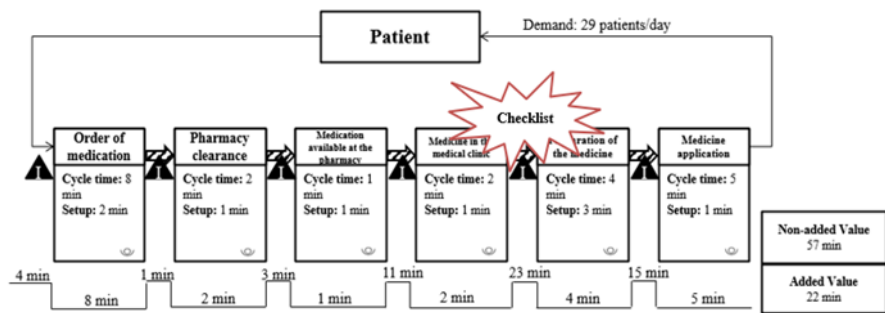 Patient
Demand: 29 patients/day
Checklist
Order of
medication
Cycle time: 8
min
Setup: 2 min
Pharmacy
clearance
Cycle time: 2
min
Setup: 1 min
Medication
available at the
pharmacy
Cycle time: 1
min
Setup: 1 min
Medicine in th
medical clinic
Cycle time: 2
min
Setup: 1 min
ration of
the medicine
Cycle time: 4
min
Setup: 3 min
Medicine
application
Cycle time: 5
min
Setup: 1 min
Non-added Value
57 min
Added Value
22 min
4 min
1 min
3 min
11 min
23 min
15 min
8 min
2 min
1 min
2 min
4 min
5 min